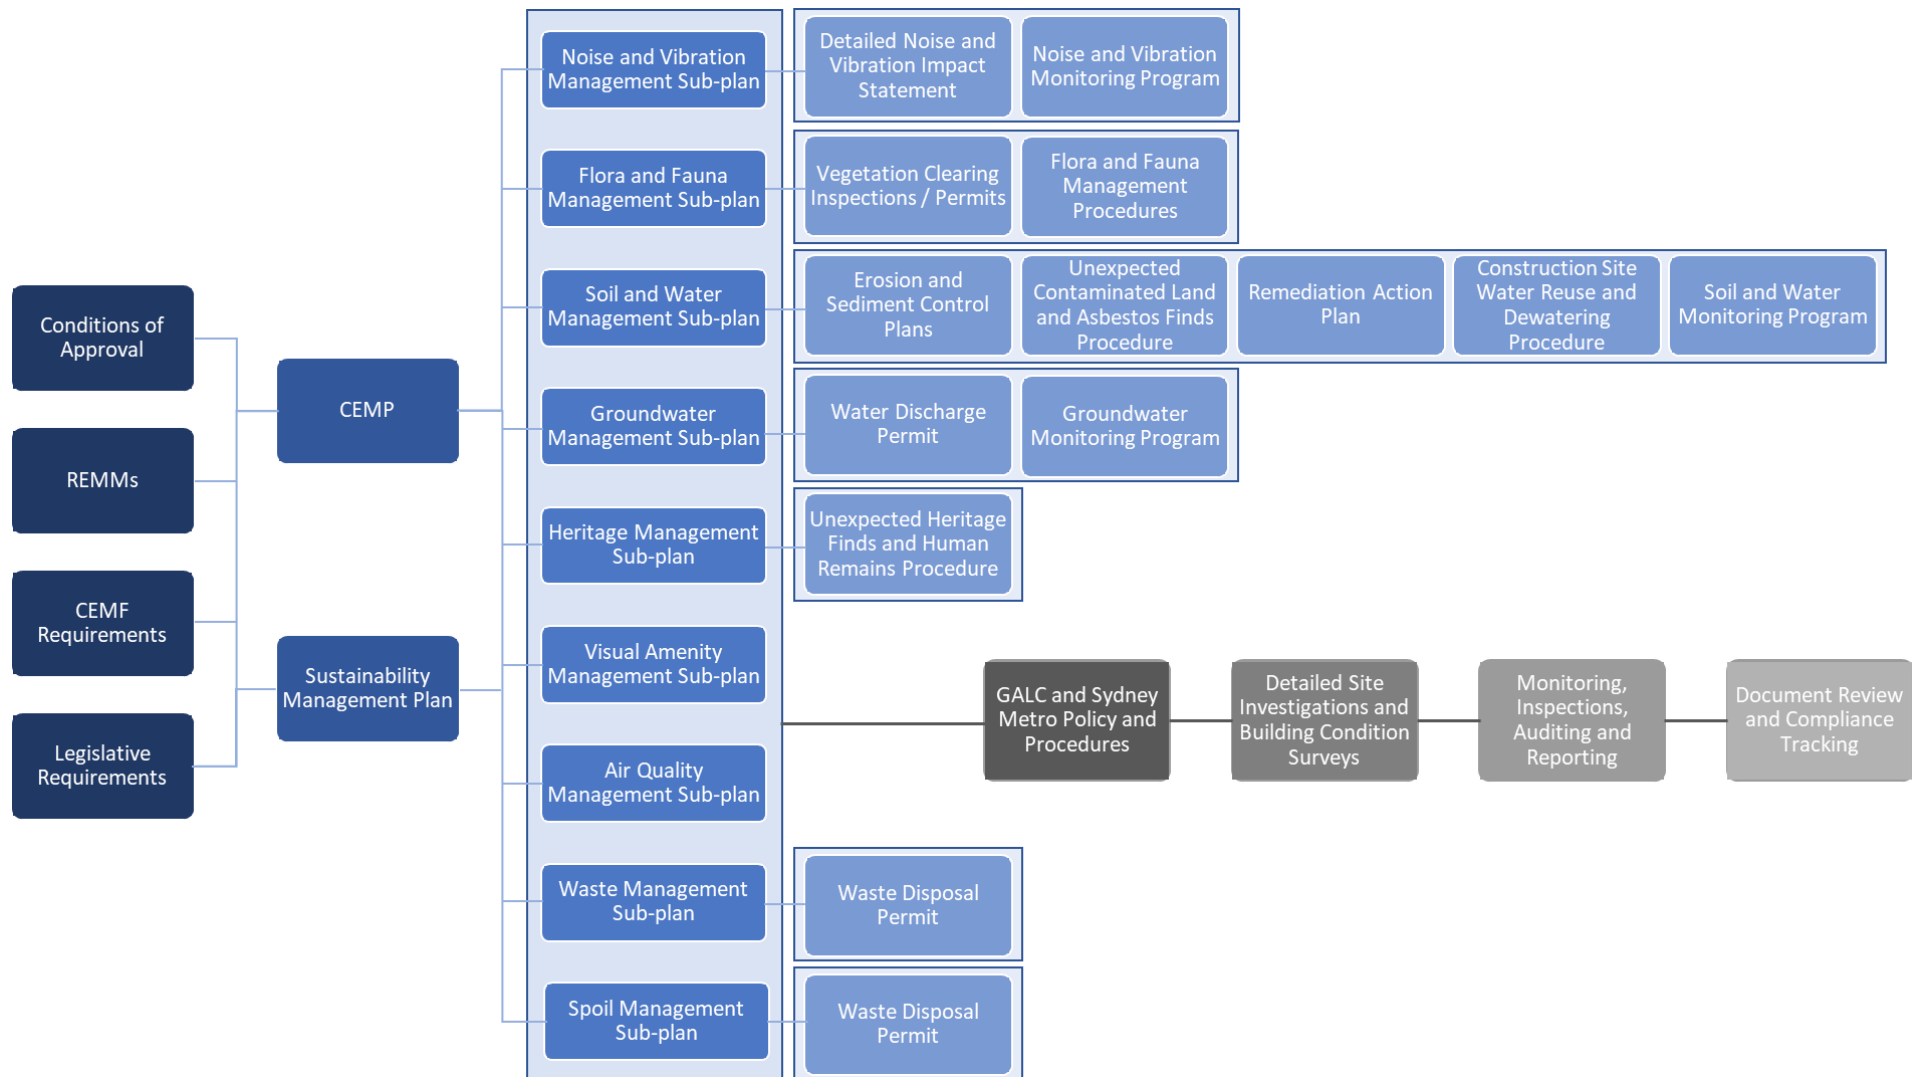 Conditions of
Approval
REMMs
CEMF
Requirements
Legislative
Requirements
CEMP
Sustainability
Management Plan
Noise and Vibration
Management Sub-plan
Detailed Noise and
Vibration Impact
Statement
Noise and Vibration
Monitoring Program
Flora and Fauna
Management Sub-plan
Vegetation Clearing
Inspections / Permits
Flora and Fauna
Management
Procedures
Soil and Water
Management Sub-plan
Erosion and
Sediment Control
Plans
Unexpected
Contaminated Land
and Asbestos Finds
Procedure
Remediation Action
Plan
Construction Site
Water Reuse and
Dewatering
Procedure
Soil and Water
Monitoring Program
Groundwater
Management Sub-plan
Water Discharge
Permit
Groundwater
Monitoring Program
Heritage Management
Sub-plan
Unexpected Heritage
Finds and Human
Remains Procedure
Visual Amenity
Management Sub-plan
Air Quality
Management Sub-plan
Waste Management
Sub-plan
Waste Disposal
Permit
Spoil Management
Sub-plan
Waste Disposal
Permit
GALC and Sydney
Metro Policy and
Procedures
Detailed Site
Investigations and
Building Condition
Surveys
Monitoring,
Inspections,
Auditing and
Reporting
Document Review
and Compliance
Tracking